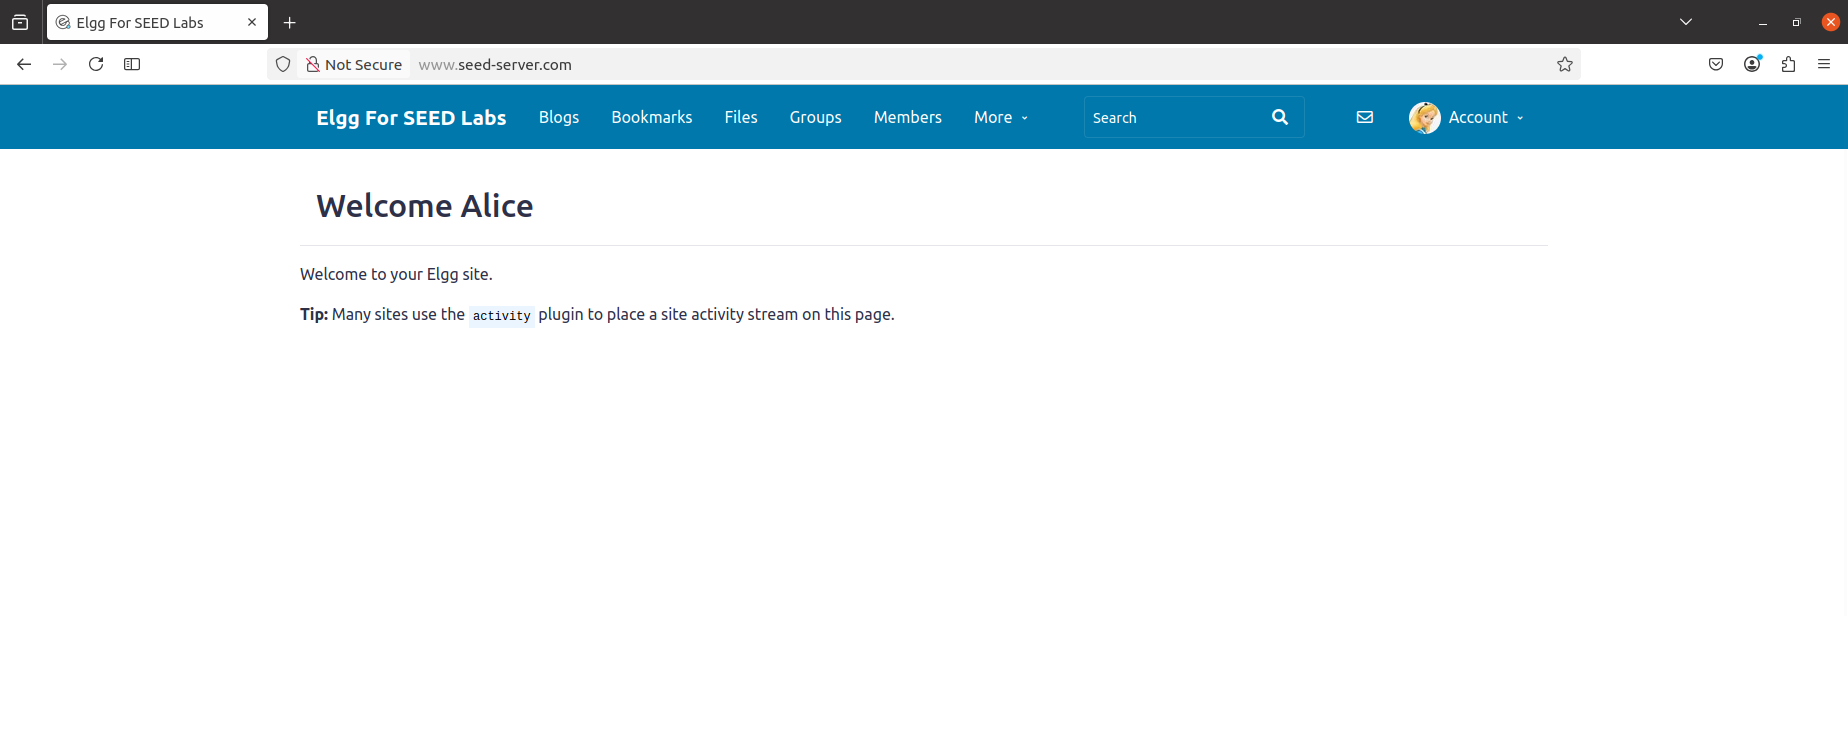 Elgg For SEED Labs
Not Secure www.seed-server.com
Elgg For SEED Labs Blogs Bookmarks Files Groups Members More Search Account
Welcome Alice
Welcome to your Elgg site.
Tip: Many sites use the activity plugin to place a site activity stream on this page.